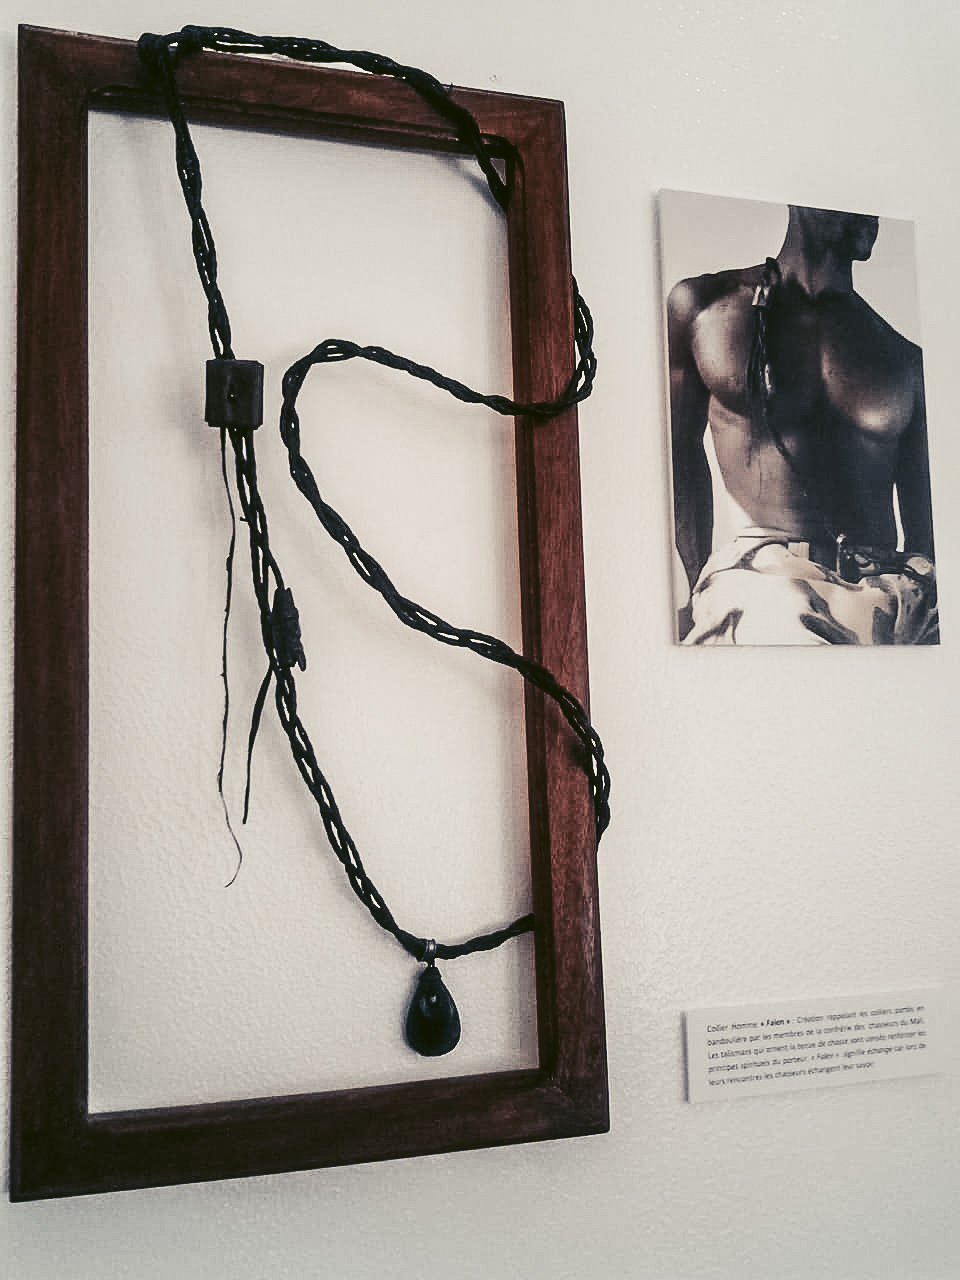 Collier Homme « Falen » : Création rappelant les colliers portés en
bandoulière par les membres de la confrérie des chasseurs du Mali.
Les talismans qui ornent la tenue de chasse sont censés renfermer les
principes spirituels du porteur. « Falen » signifie échange car lors de
leurs rencontres les chasseurs échangent leur savoir.